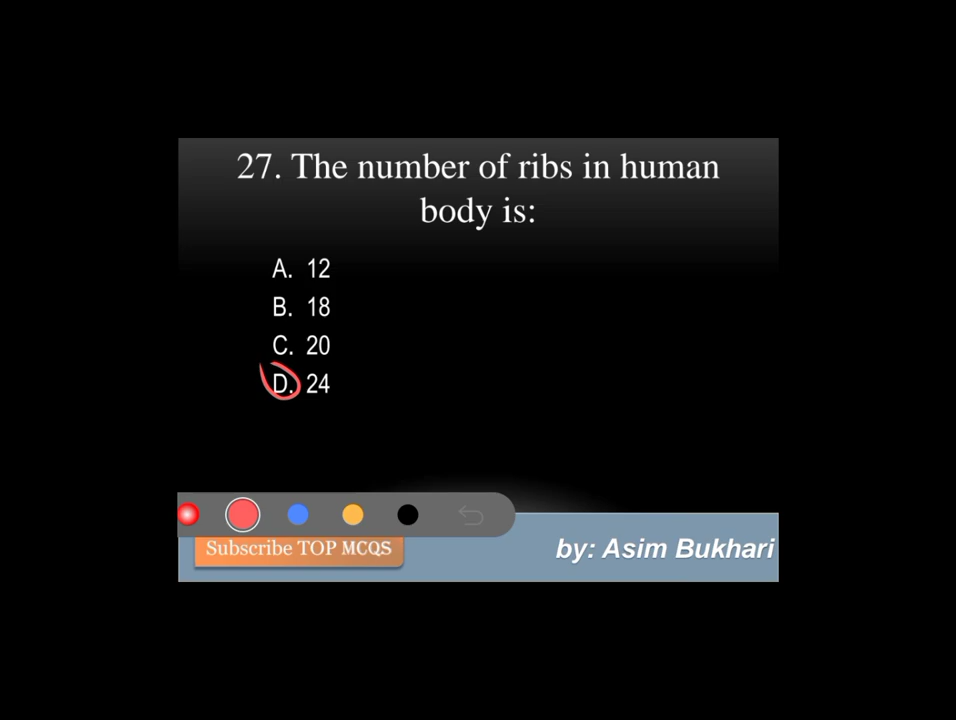 27. The number of ribs in human
body is:
A. 12
B. 18
C. 20
D. 24
Subscribe TOP MCQS
by: Asim Bukhari